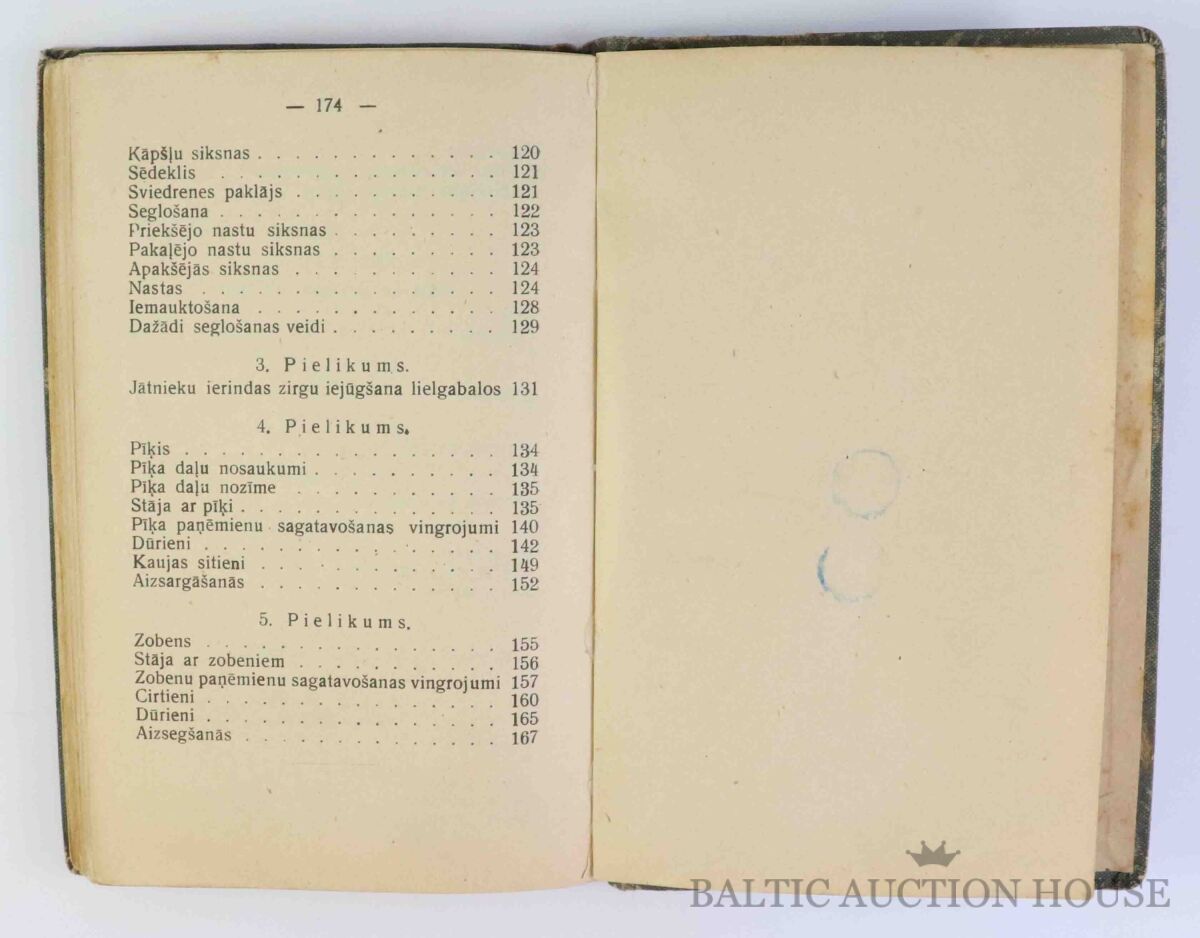 — 174 —
Kāpšļu siksnas . . . . . . . . . . . . . 120
Sēdeklis . . . . . . . . . . . . . . . 121
Sviedrenes paklājs . . . . . . . . . . . 121
Seglošana . . . . . . . . . . . . . . . 122
Priekšējo nastu siksnas . . . . . . . . . 123
Pakaļējo nastu siksnas . . . . . . . . . 123
Apakšējās siksnas . . . . . . . . . . . 124
Nastas . . . . . . . . . . . . . . . . 124
Iemauktošana . . . . . . . . . . . . . 128
Dažādi seglošanas veidi . . . . . . . . . 129
3. Pielikums.
Jātnieku ierindas zirgu iejūgšana lielgabalos 131
4. Pielikums.
Pīķis . . . . . . . . . . . . . . . . . 134
Pīķa daļu nosaukumi . . . . . . . . . . 134
Pīķa daļu nozīme . . . . . . . . . . . 135
Stāja ar pīķi . . . . . . . . . . . . . . 135
Pīķa paņēmienu sagatavošanas vingrojumi 140
Dūrieni . . . . . . . . . . . . . . . . 142
Kaujas sitieni . . . . . . . . . . . . . 149
Aizsargāšanās . . . . . . . . . . . . . 152
5. Pielikums.
Zobens . . . . . . . . . . . . . . . . 155
Stāja ar zobeniem . . . . . . . . . . . 156
Zobenu paņēmienu sagatavošanas vingrojumi 157
Cirtieni . . . . . . . . . . . . . . . . 160
Dūrieni . . . . . . . . . . . . . . . . 165
Aizsegšanās . . . . . . . . . . . . . . 167
BALTIC AUCTION HOUSE